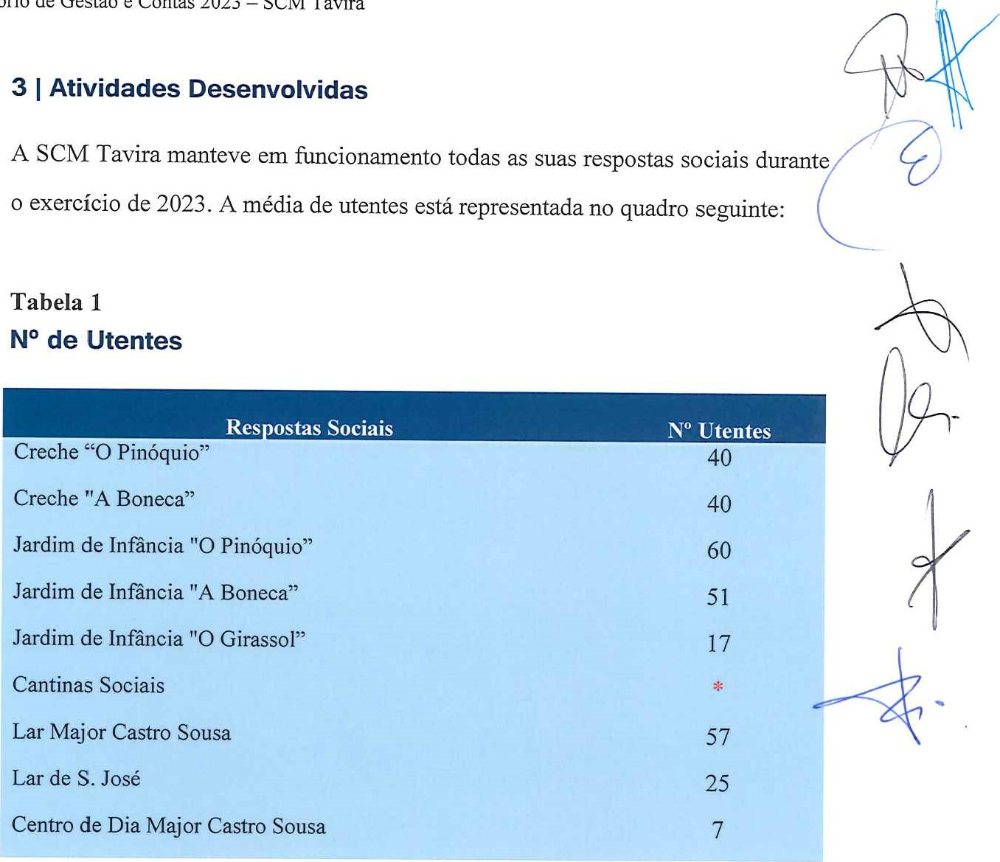 de Gestão e Contas 2023 – SCM Tavira
3 | Atividades Desenvolvidas
A SCM Tavira manteve em funcionamento todas as suas respostas sociais durante
o exercício de 2023. A média de utentes está representada no quadro seguinte:
Tabela 1
Nº de Utentes
Respostas Sociais Nº Utentes
Creche “O Pinóquio” 40
Creche "A Boneca” 40
Jardim de Infância "O Pinóquio” 60
Jardim de Infância "A Boneca” 51
Jardim de Infância "O Girassol” 17
Cantinas Sociais *
Lar Major Castro Sousa 57
Lar de S. José 25
Centro de Dia Major Castro Sousa 7